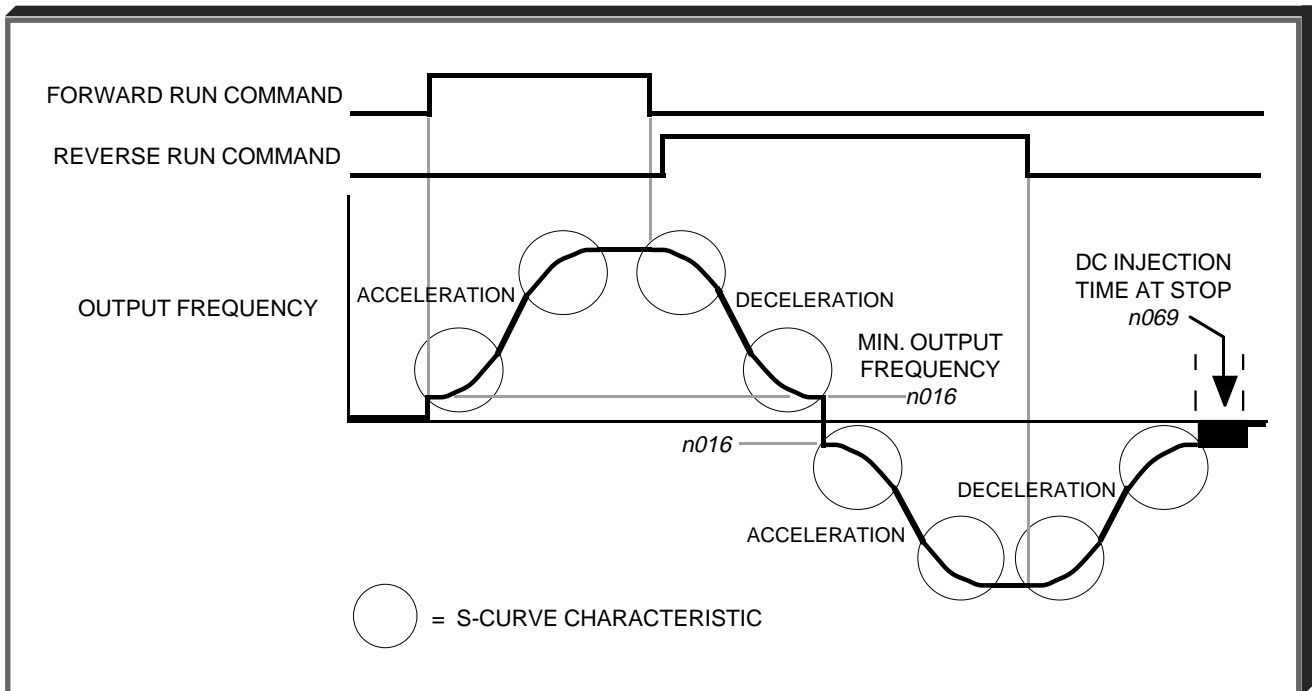 FORWARD RUN COMMAND
REVERSE RUN COMMAND
OUTPUT FREQUENCY
ACCELERATION
DECELERATION
MIN. OUTPUT
FREQUENCY
n016
DC INJECTION
TIME AT STOP
n069
n016
ACCELERATION
DECELERATION
= S-CURVE CHARACTERISTIC